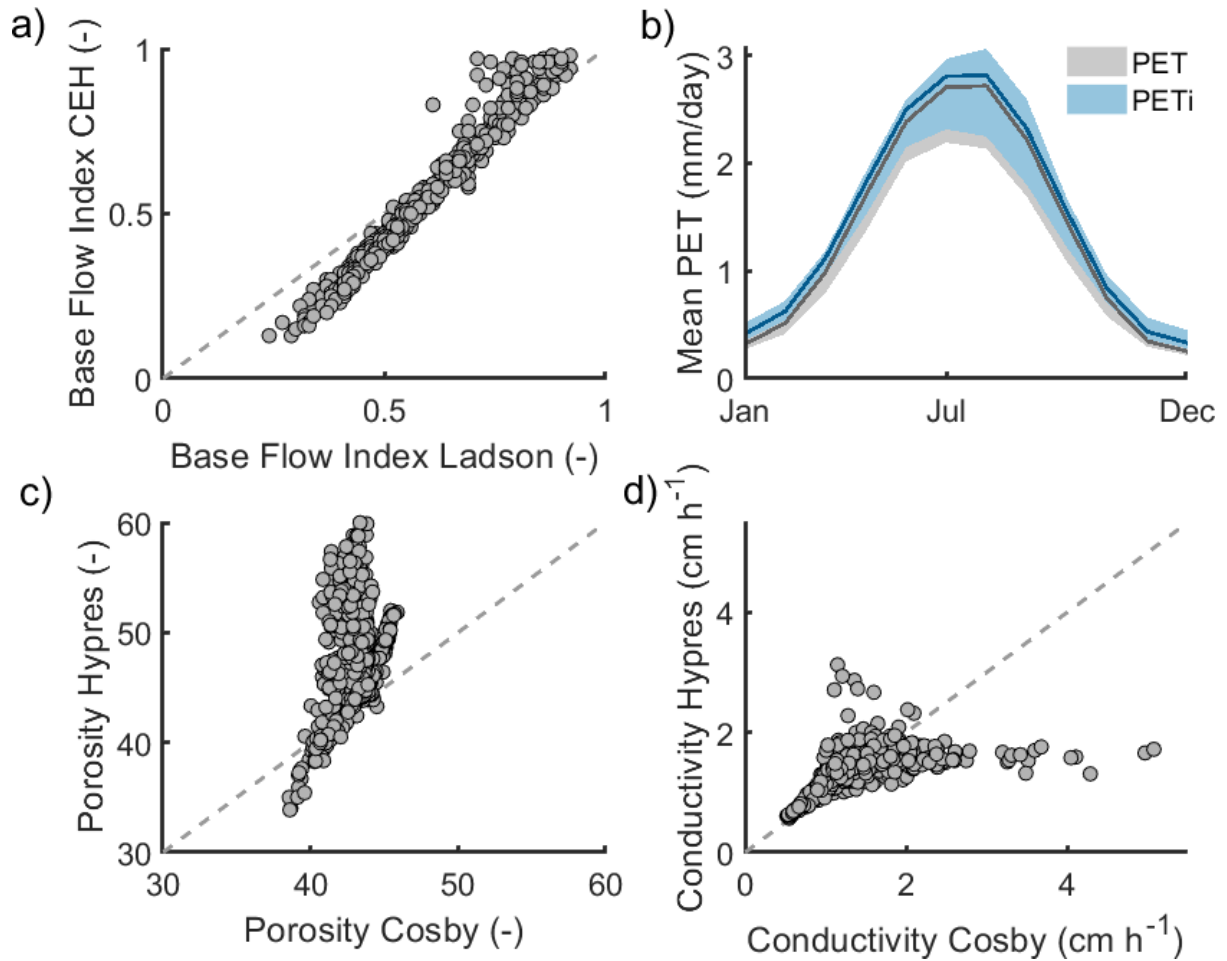 a)
Base Flow Index CEH (-)
1
0.5
0
0
0.5
1
Base Flow Index Ladson (-)
b)
Mean PET (mm/day)
3
2
1
0
Jan
Jul
Dec
PET
PETi
c)
Porosity Hypres (-)
60
50
40
30
30
40
50
60
Porosity Cosby (-)
d)
Conductivity Hypres (cm h⁻¹)
4
2
0
0
2
4
Conductivity Cosby (cm h⁻¹)